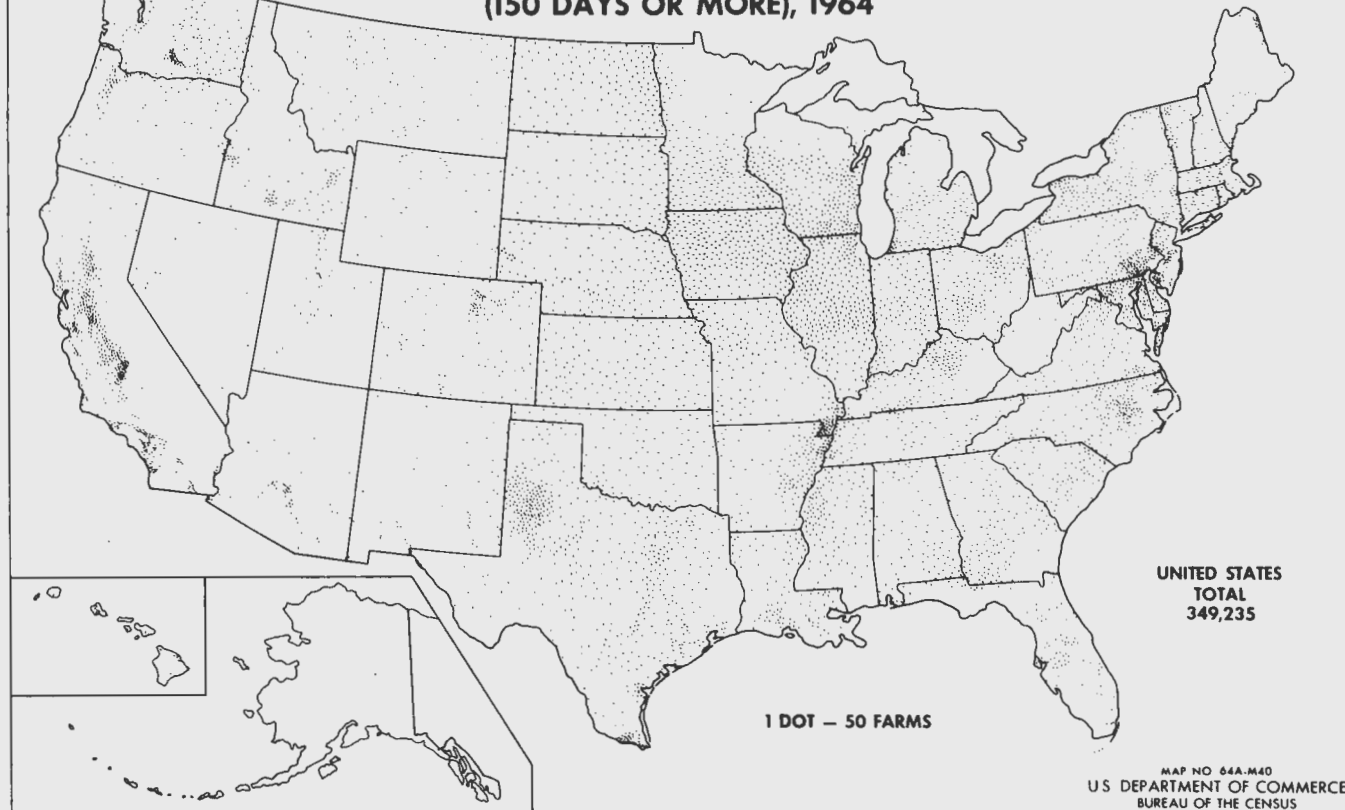 (150 DAYS OR MORE), 1964
UNITED STATES
TOTAL
349,235
1 DOT — 50 FARMS
MAP NO 64A-M40
U S DEPARTMENT OF COMMERCE
BUREAU OF THE CENSUS